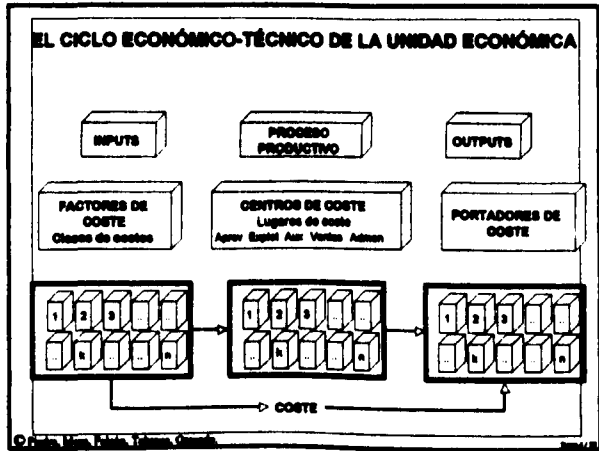 EL CICLO ECONÓMICO-TÉCNICO DE LA UNIDAD ECONÓMICA
INPUTS
PROCESO
PRODUCTIVO
OUTPUTS
FACTORES DE
COSTE
Clases de costes
CENTROS DE COSTE
Lugares de coste
Aprov Explot Aux Ventas Admon
PORTADORES DE
COSTE
1 2 3 ... ...
... k ... ... n
1 2 3 ... ...
... k ... ... n
1 2 3 ... ...
... k ... ... n
COSTE
©